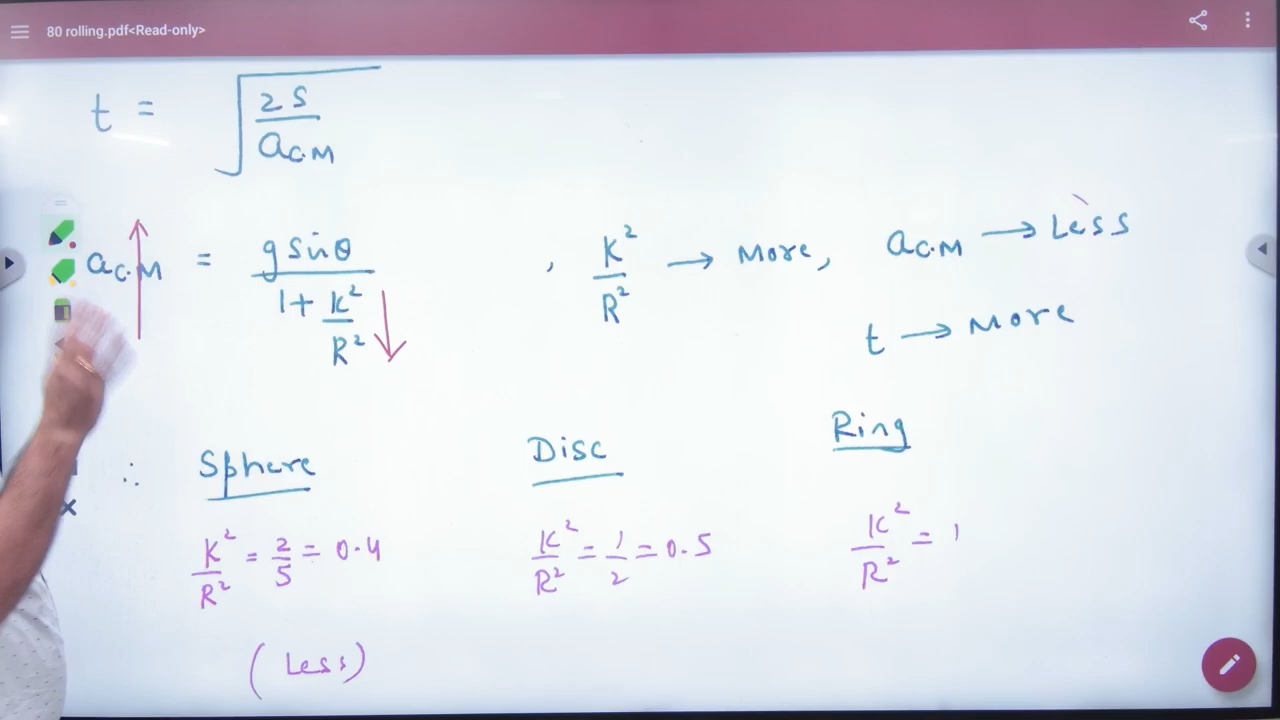 80 rolling.pdf<Read-only>
t = √(2S / aC.M)
aC.M = g sinθ / (1 + K²/R²) , K²/R² → More, aC.M → Less
t → More
∴ Sphere Disc Ring
K²/R² = 2/5 = 0.4 K²/R² = 1/2 = 0.5 K²/R² = 1
(Less)